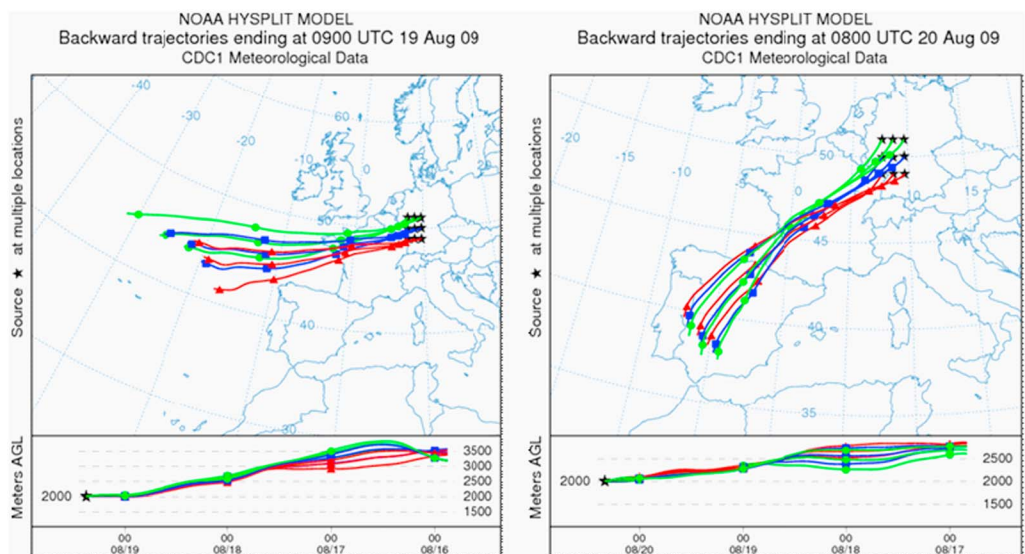 NOAA HYSPLIT MODEL
Backward trajectories ending at 0900 UTC 19 Aug 09
CDC1 Meteorological Data
Source ★ at multiple locations
-40
-30
-20
-10
0
60
50
40
30
Meters AGL
2000
3500
3000
2500
2000
1500
00 00 00 00
08/19 08/18 08/17 08/16
NOAA HYSPLIT MODEL
Backward trajectories ending at 0800 UTC 20 Aug 09
CDC1 Meteorological Data
Source ★ at multiple locations
-20
-15
-10
-5
0
50
10
15
45
40
35
Meters AGL
2000
2500
2000
1500
00 00 00 00
08/20 08/19 08/18 08/17